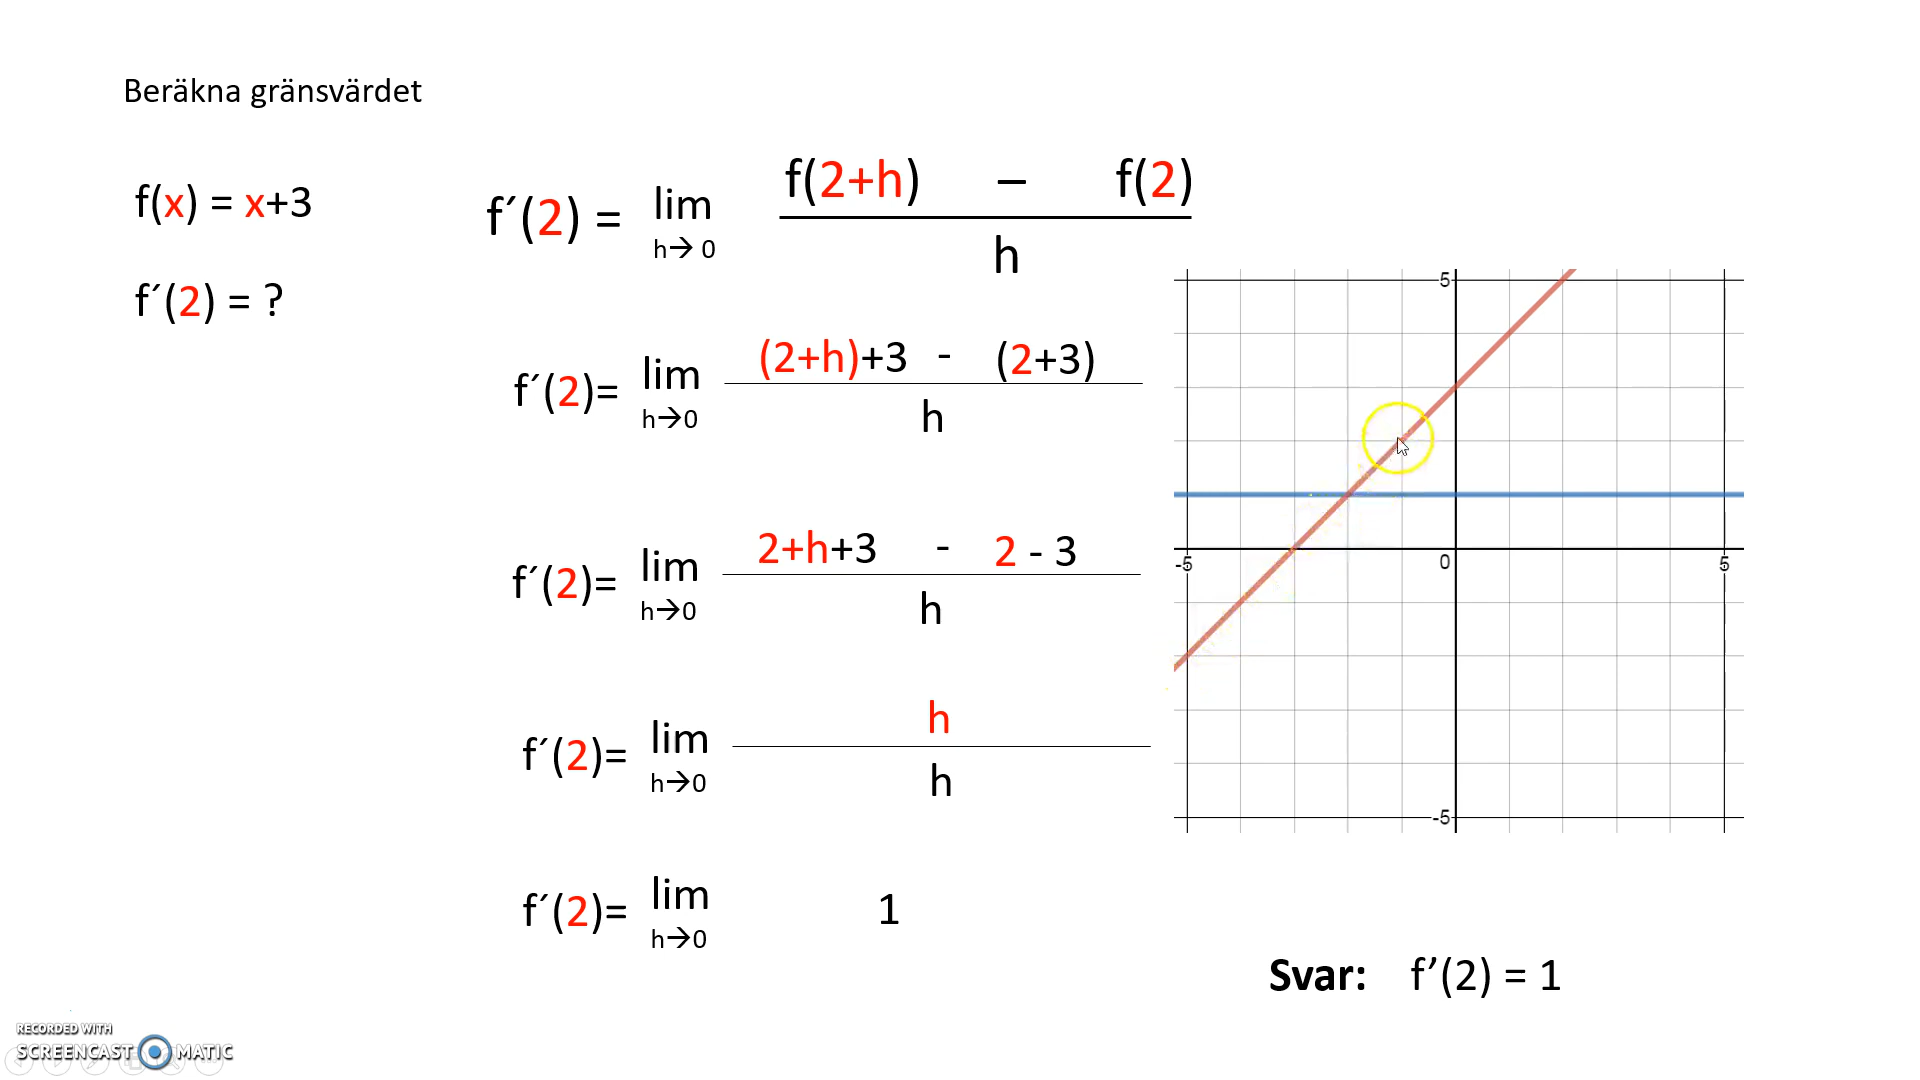 Beräkna gränsvärdet
f(x) = x+3
f´(2) = ?
f´(2) = lim f(2+h) – f(2)
h→ 0 h
f´(2)= lim (2+h)+3 - (2+3)
h→0 h
f´(2)= lim 2+h+3 - 2 - 3
h→0 h
f´(2)= lim h
h→0 h
f´(2)= lim 1
h→0
5
-5 0 5
-5
Svar: f’(2) = 1
RECORDED WITH
SCREENCAST MATIC